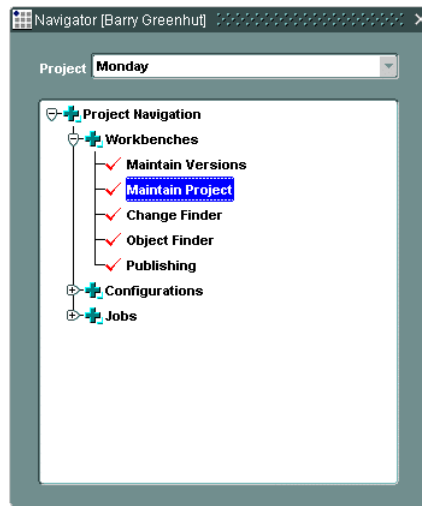 Navigator [Barry Greenhut]
Project Monday
Project Navigation
Workbenches
Maintain Versions
Maintain Project
Change Finder
Object Finder
Publishing
Configurations
Jobs